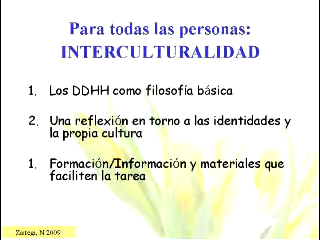 Para todas las personas:
INTERCULTURALIDAD
1. Los DDHH como filosofía básica
2. Una reflexión en torno a las identidades y
la propia cultura
1. Formación/Información y materiales que
faciliten la tarea
Zaitegi, N 2009